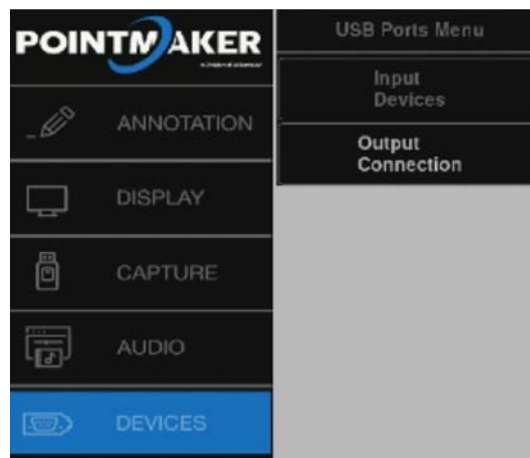 POINTMAKER
ANNOTATION
DISPLAY
CAPTURE
AUDIO
DEVICES
USB Ports Menu
Input
Devices
Output
Connection